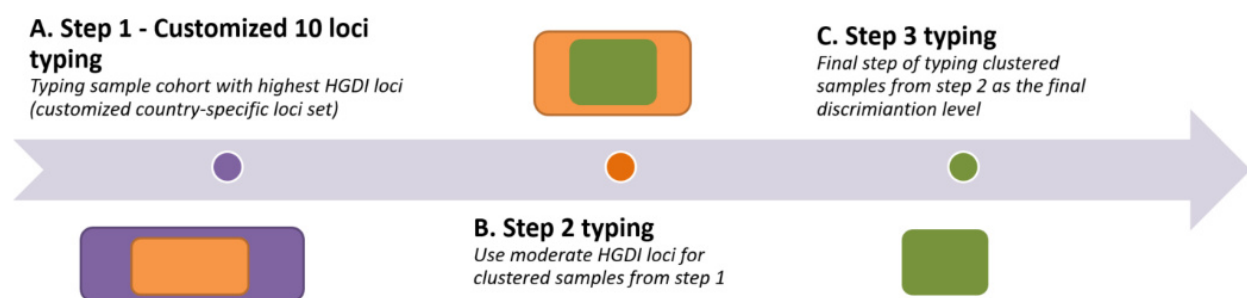 A. Step 1 - Customized 10 loci
typing
Typing sample cohort with highest HGDI loci
(customized country-specific loci set)
B. Step 2 typing
Use moderate HGDI loci for
clustered samples from step 1
C. Step 3 typing
Final step of typing clustered
samples from step 2 as the final
discrimiantion level